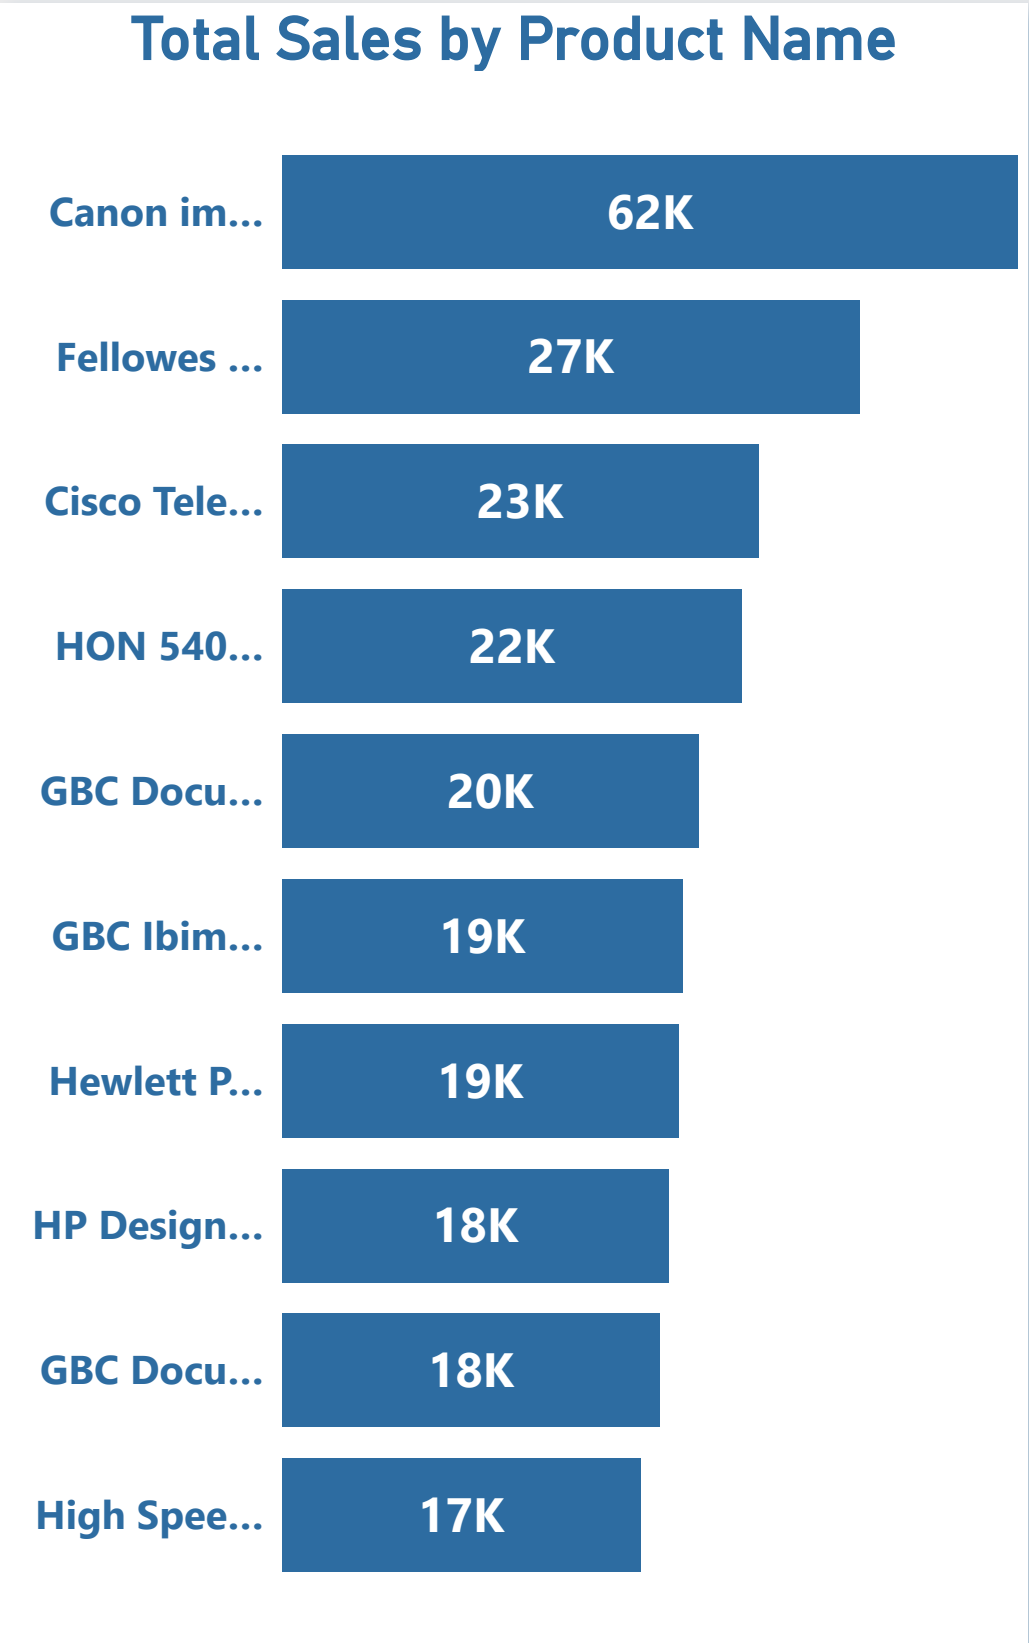 Total Sales by Product Name
Canon im... 62K
Fellowes ... 27K
Cisco Tele... 23K
HON 540... 22K
GBC Docu... 20K
GBC Ibim... 19K
Hewlett P... 19K
HP Design... 18K
GBC Docu... 18K
High Spee... 17K